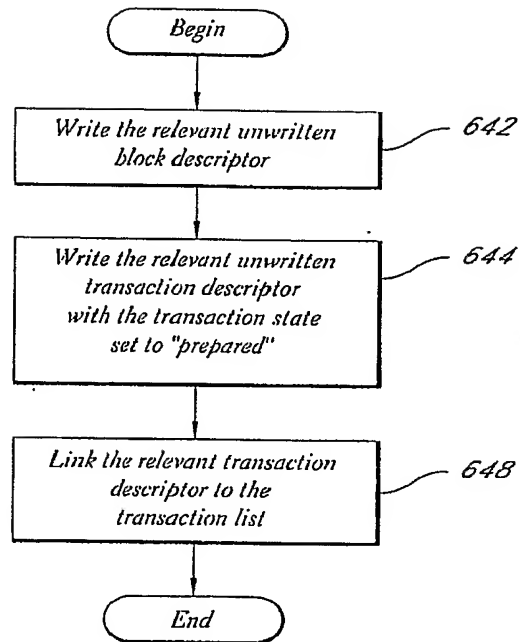 Begin
Write the relevant unwritten
block descriptor
642
Write the relevant unwritten
transaction descriptor
with the transaction state
set to "prepared"
644
Link the relevant transaction
descriptor to the
transaction list
648
End